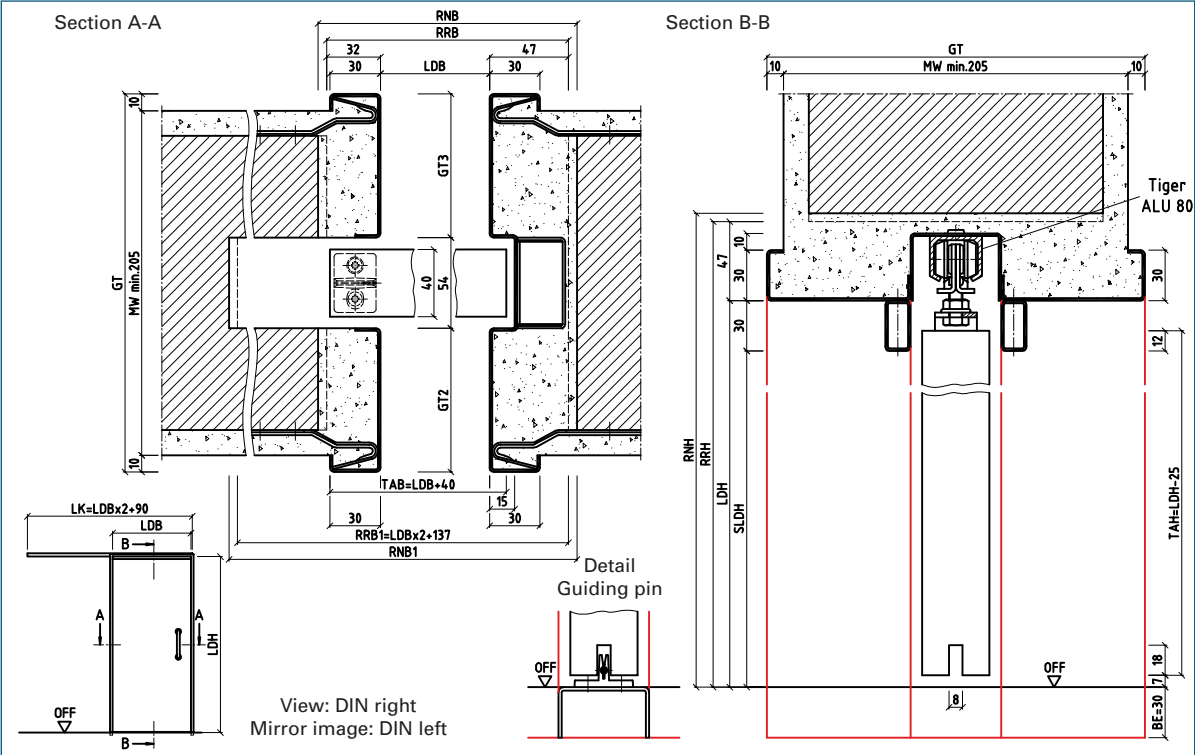 Section A-A
RNB
RRB
32
47
30
LDB
30
10
GT3
GT
MW min.205
40
54
GT2
10
TAB=LDB+40
15
30
30
RRB1=LDBx2+137
RNB1
Section B-B
GT
10
MW min.205
10
Tiger
ALU 80
10
47
30
30
30
12
RNH
RRH
LDH
SLDH
TAH=LDH-25
18
7
OFF
8
BE=30
LK=LDBx2+90
LDB
B
A
A
LDH
OFF
B
View: DIN right
Mirror image: DIN left
Detail
Guiding pin
OFF